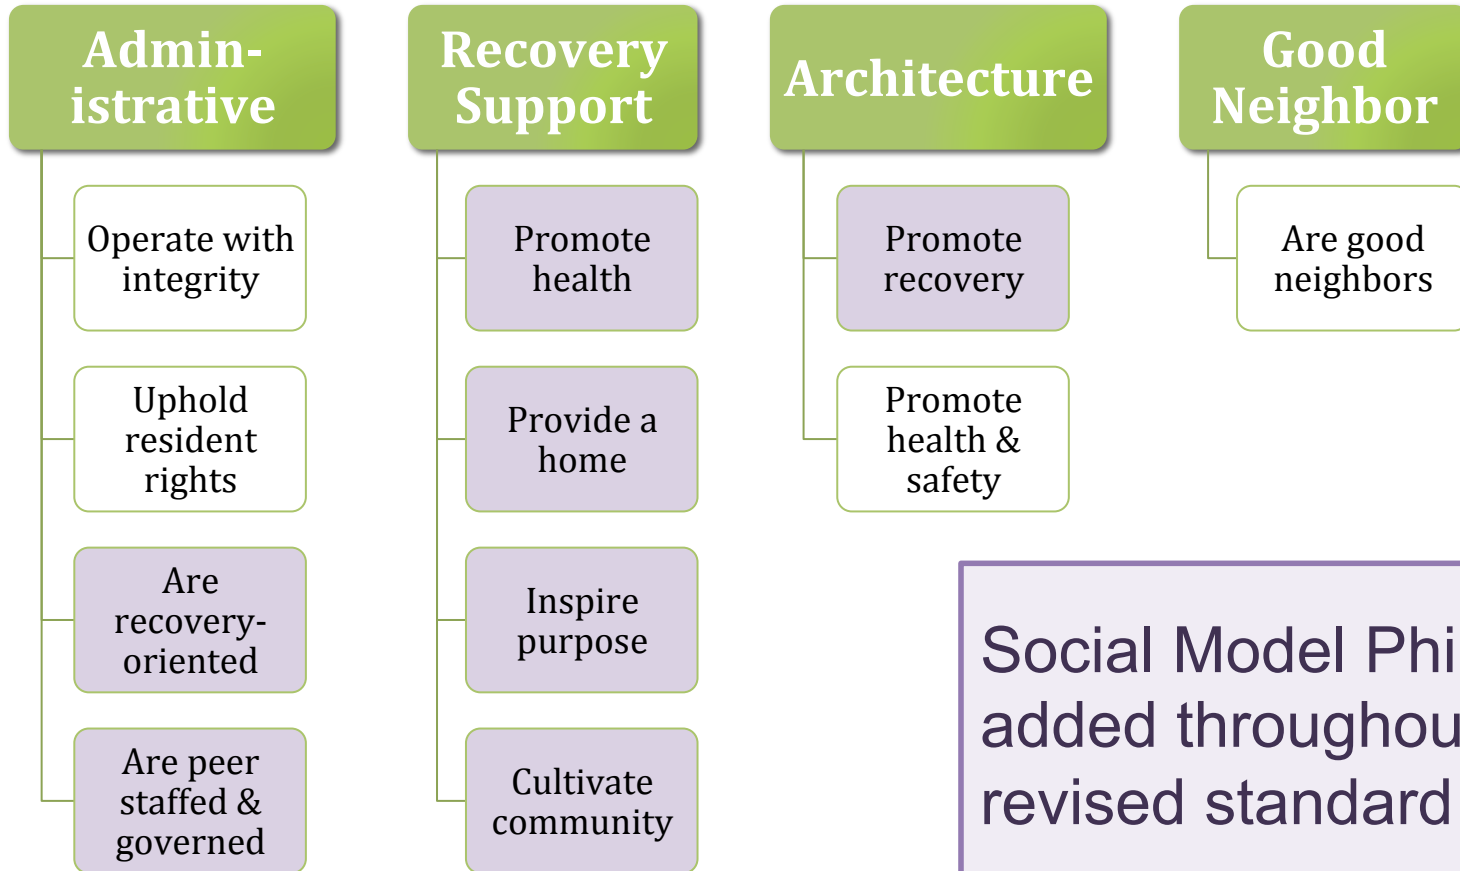 Admin-
istrative
Operate with
integrity
Uphold
resident
rights
Are
recovery-
oriented
Are peer
staffed &
governed
Recovery
Support
Promote
health
Provide a
home
Inspire
purpose
Cultivate
community
Architecture
Promote
recovery
Promote
health &
safety
Good
Neighbor
Are good
neighbors
Social Model
added
revised standard